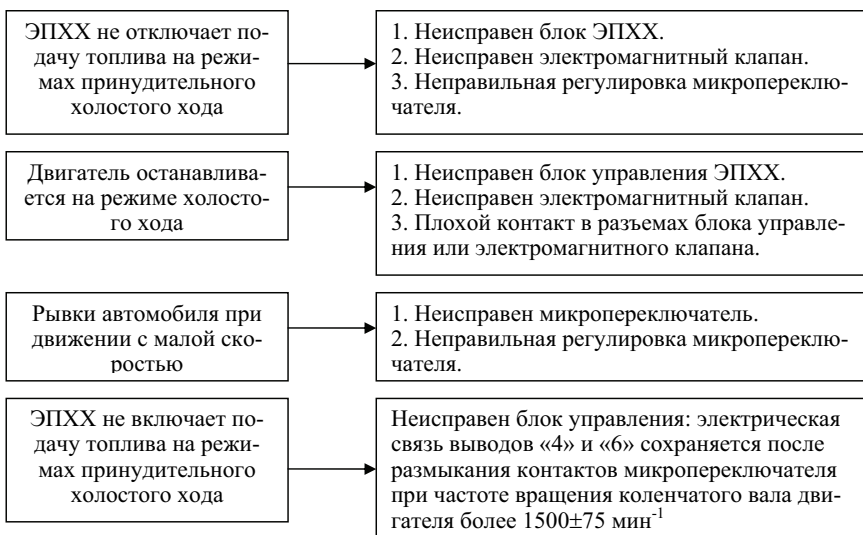 ЭПХХ не отключает по-
дачу топлива на режи-
мах принудительного
холостого хода
1. Неисправен блок ЭПХХ.
2. Неисправен электромагнитный клапан.
3. Неправильная регулировка микропереклю-
чателя.
Двигатель останавлива-
ется на режиме холосто-
го хода
1. Неисправен блок управления ЭПХХ.
2. Неисправен электромагнитный клапан.
3. Плохой контакт в разъемах блока управле-
ния или электромагнитного клапана.
Рывки автомобиля при
движении с малой ско-
ростью
1. Неисправен микропереключатель.
2. Неправильная регулировка микропереклю-
чателя.
ЭПХХ не включает по-
дачу топлива на режи-
мах принудительного
холостого хода
Неисправен блок управления: электрическая
связь выводов «4» и «6» сохраняется после
размыкания контактов микропереключателя
при частоте вращения коленчатого вала дви-
гателя более 1500±75 мин⁻¹